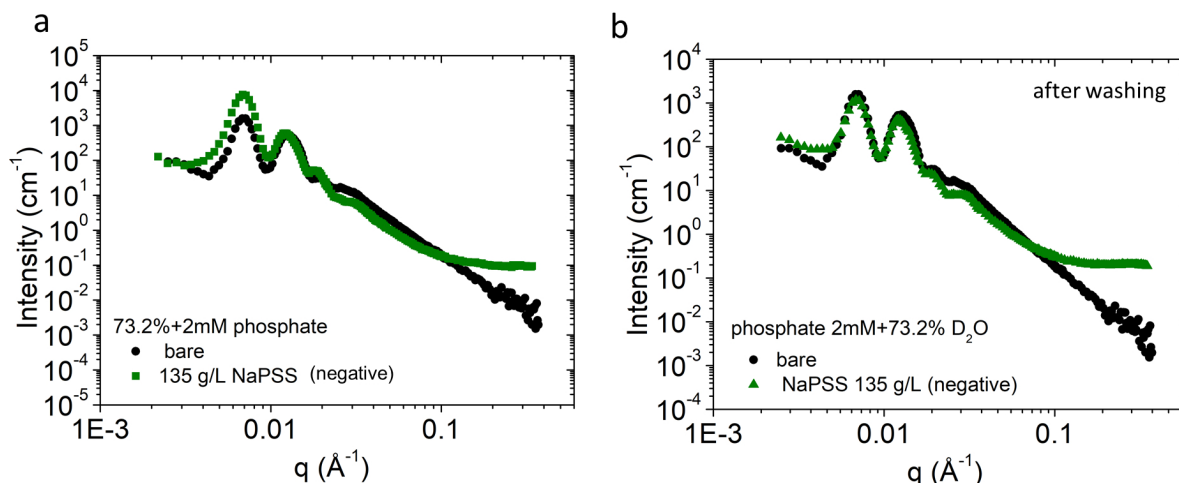 a
10^5
10^4
10^3
10^2
10^1
10^0
10^-1
10^-2
10^-3
10^-4
10^-5
Intensity (cm^-1)
73.2%+2mM phosphate
bare
135 g/L NaPSS (negative)
1E-3 0.01 0.1
q (Å^-1)
b
after washing
10^4
10^3
10^2
10^1
10^0
10^-1
10^-2
10^-3
10^-4
Intensity (cm^-1)
phosphate 2mM+73.2% D_2O
bare
NaPSS 135 g/L (negative)
1E-3 0.01 0.1
q (Å^-1)